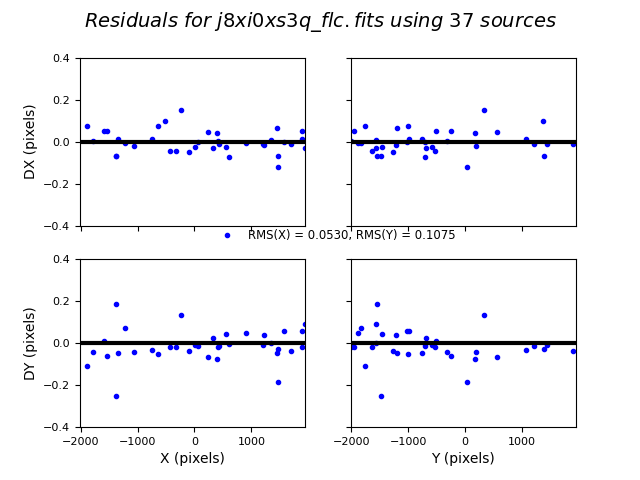 Residuals for j8xi0xs3q_flc.fits using 37 sources
0.4
0.2
0.0
−0.2
−0.4
DX (pixels)
RMS(X) = 0.0530, RMS(Y) = 0.1075
0.4
0.2
0.0
−0.2
−0.4
DY (pixels)
−2000 −1000 0 1000
X (pixels)
−2000 −1000 0 1000
Y (pixels)